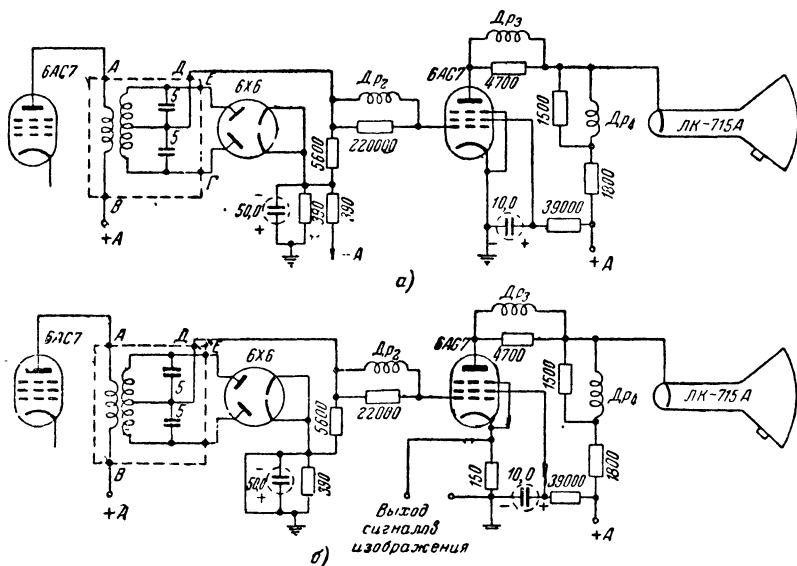 6АС7
А
Д
Е
5
5
Г
В
+А
6Х6
50,0
-
+
390
390
5600
-А
Др₂
220000
6AG7
Др₃
4700
1500
Др₄
1800
10,0
-
+
39000
+А
ЛК-715А
а)
6АС7
А
Д
Е
5
5
В
+А
6Х6
50,0
-
+
390
5600
Др₂
22000
6AG7
Др₃
4700
1500
Др₄
1800
150
10,0
-
+
39000
+А
ЛК-715А
Выход
сигналов
изображения
б)